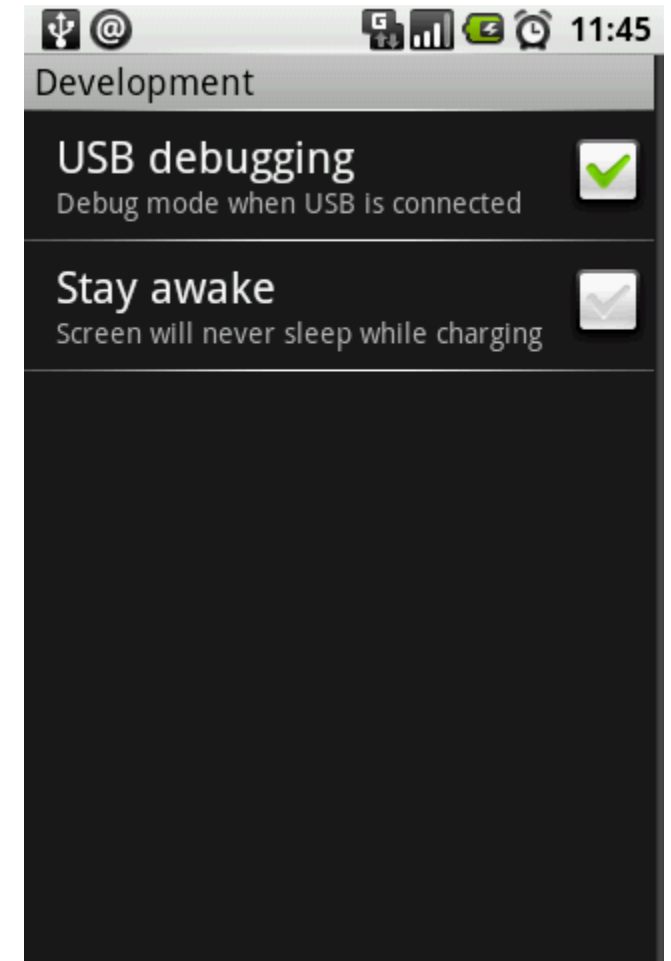 @ G 11:45
Development
USB debugging
Debug mode when USB is connected
Stay awake
Screen will never sleep while charging